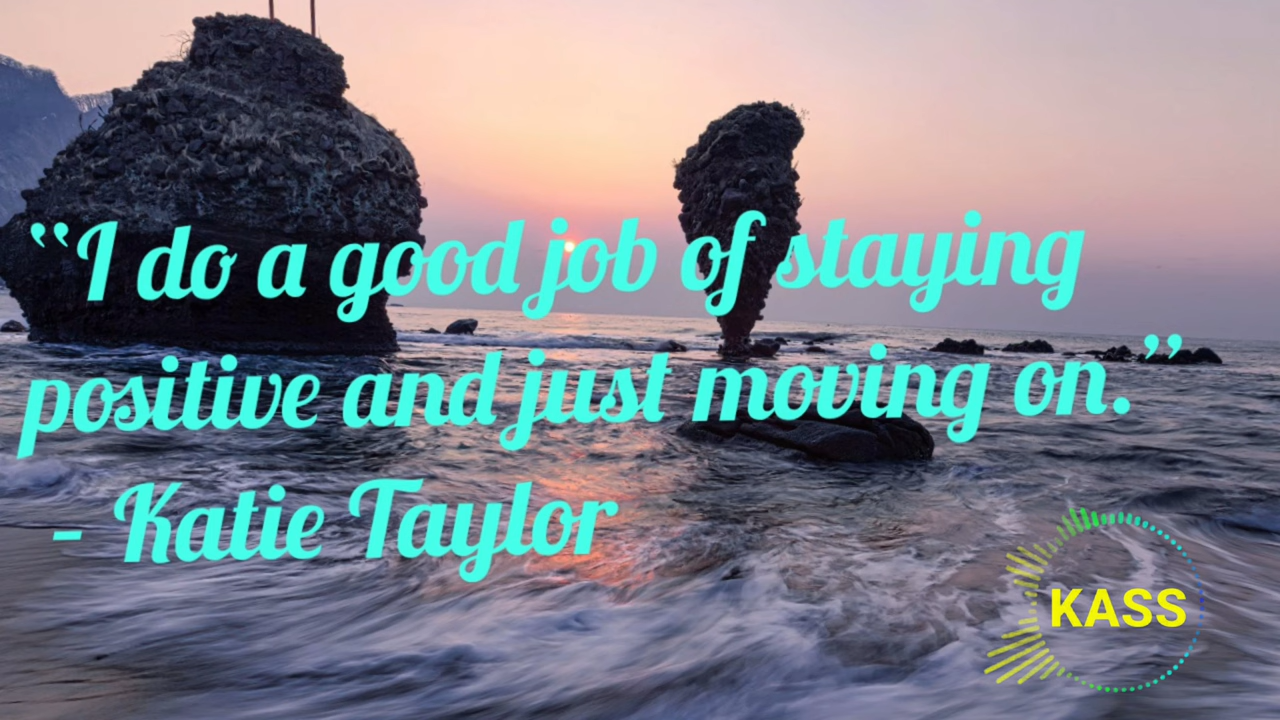 “I do a good job of staying
positive and just moving on.”
- Katie Taylor
KASS